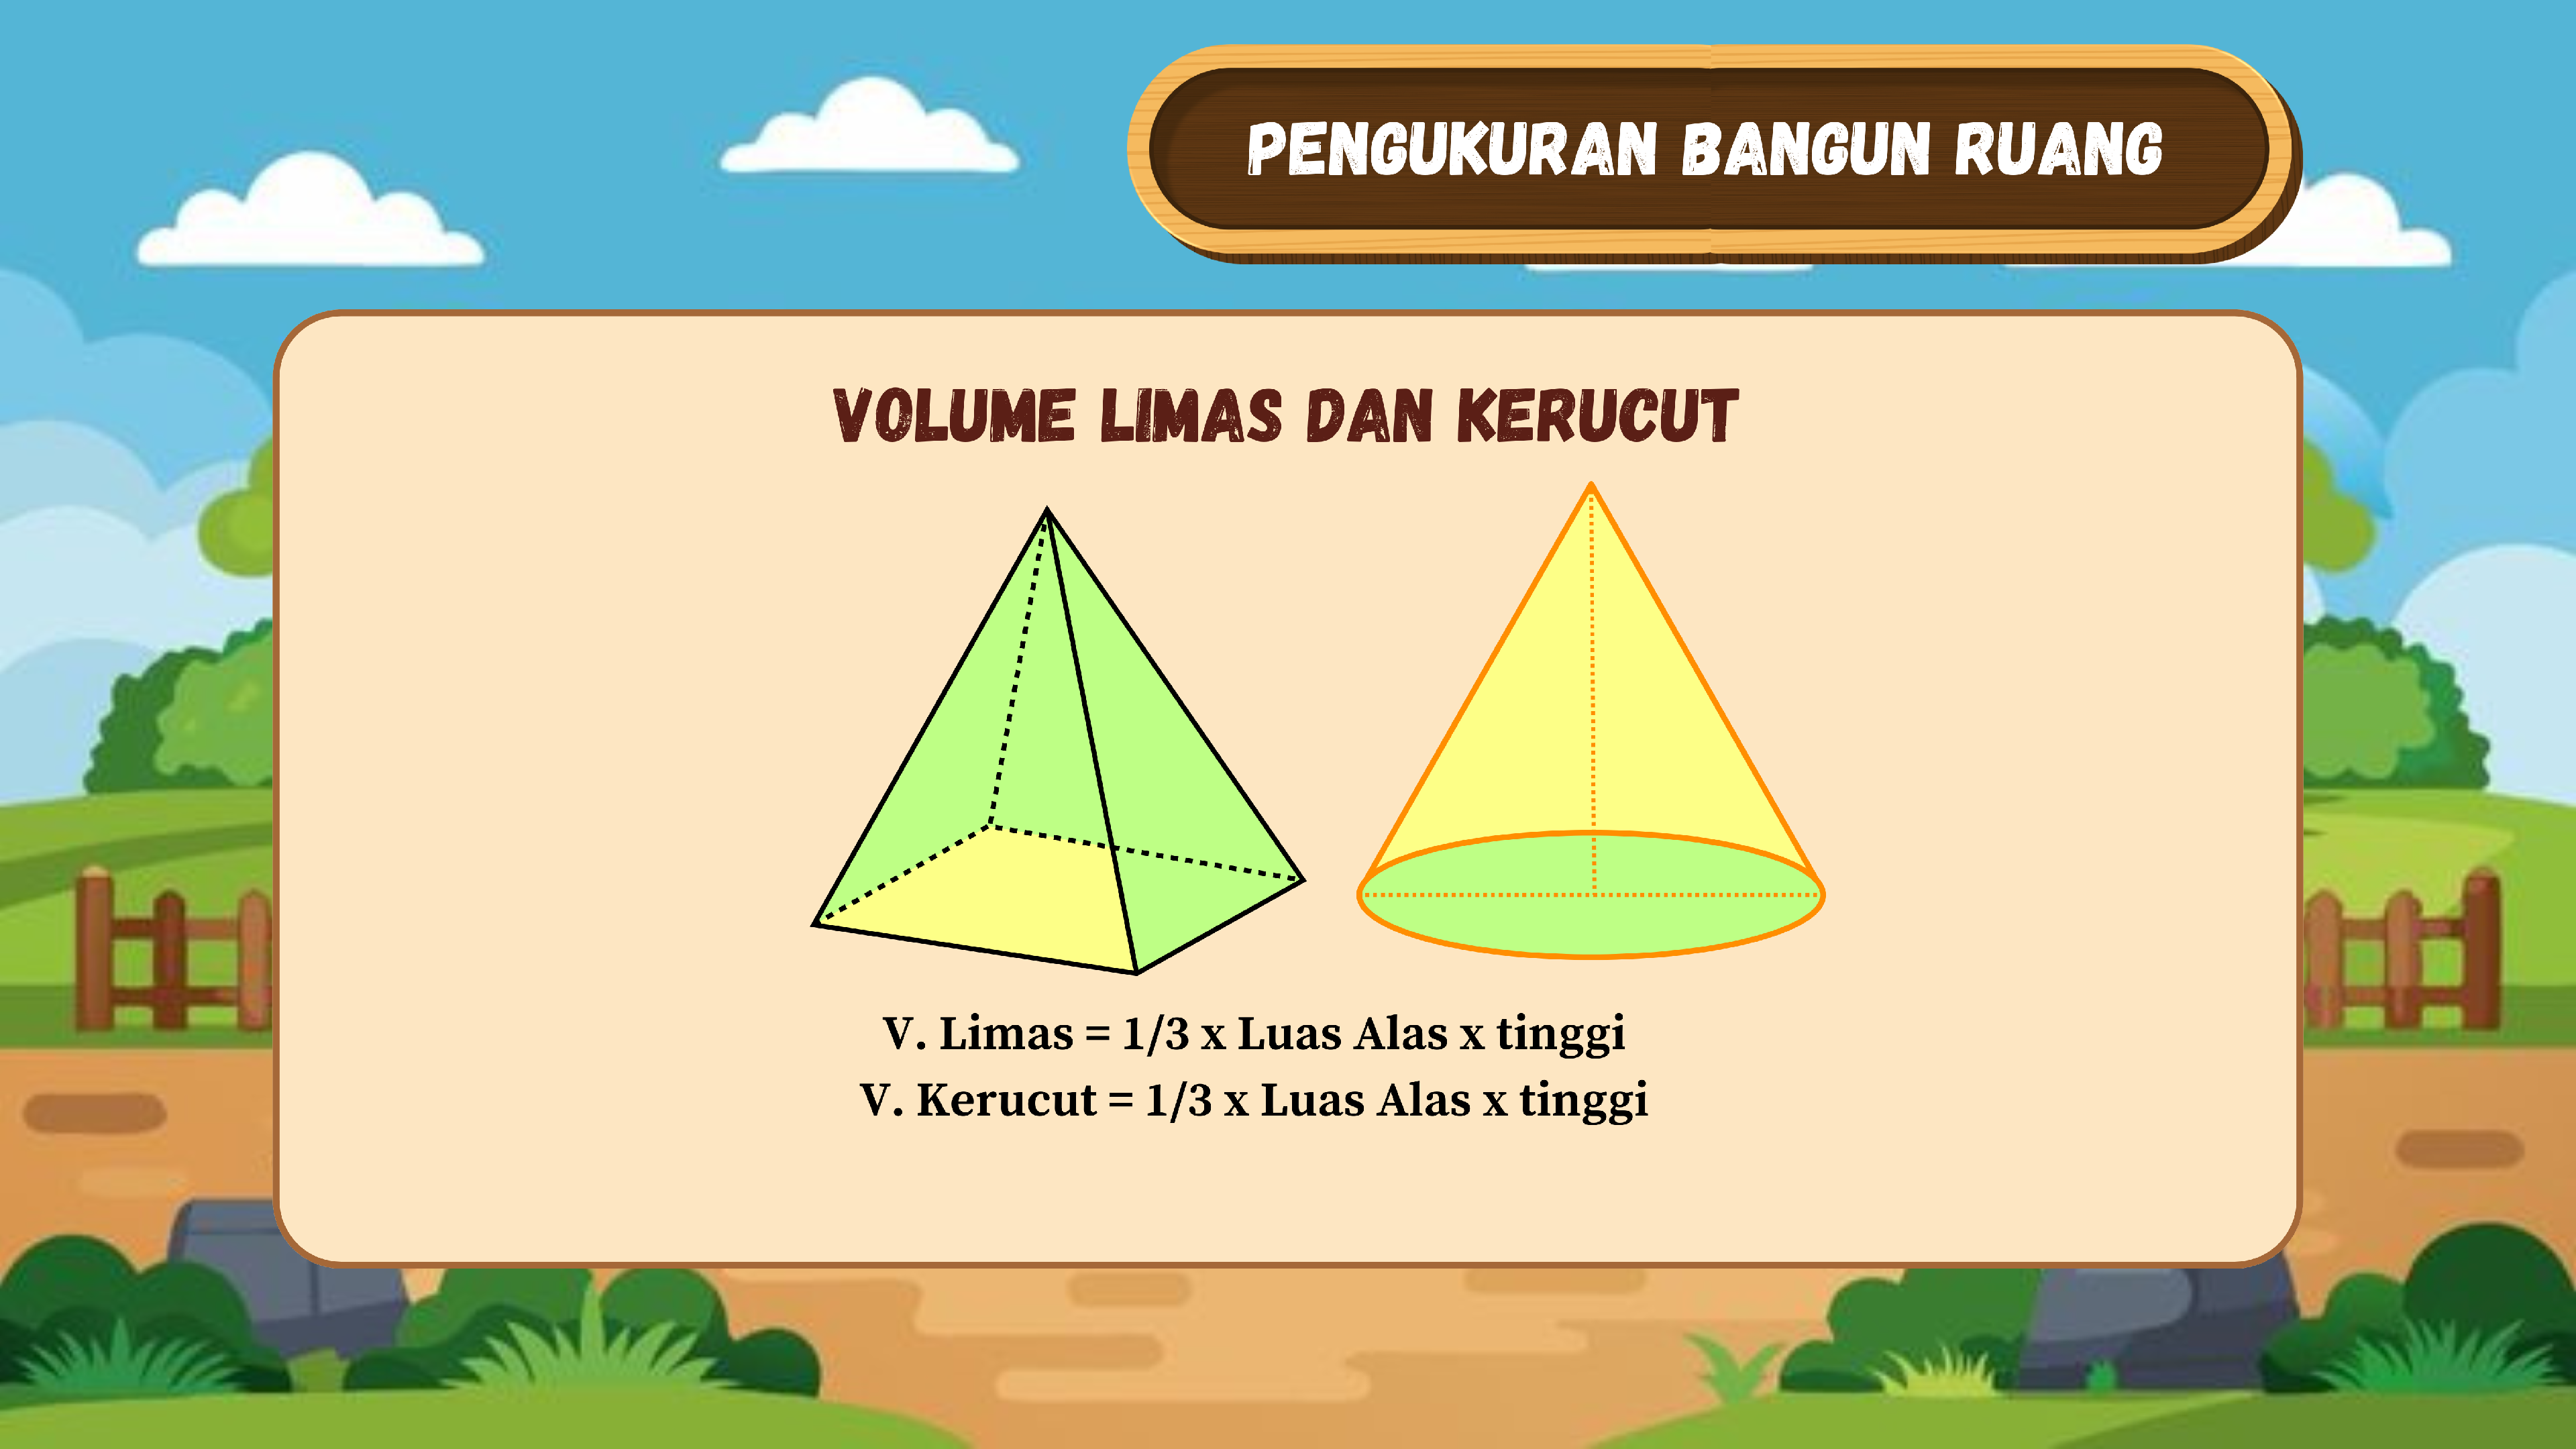 PENGUKURAN BANGUN RUANG
VOLUME LIMAS DAN KERUCUT
V. Limas = 1/3 x Luas Alas x tinggi
V. Kerucut = 1/3 x Luas Alas x tinggi